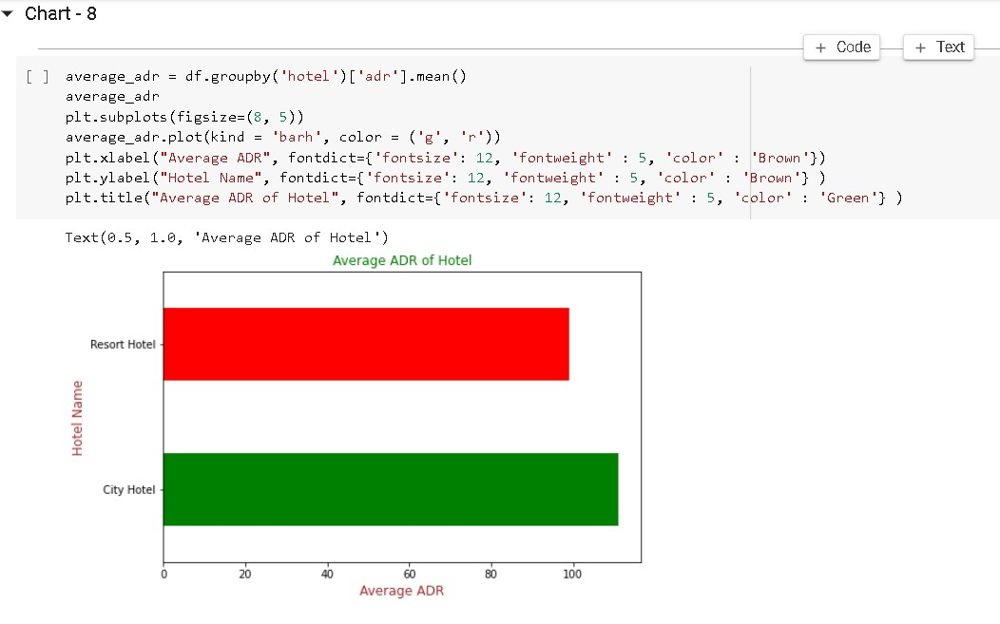 Chart - 8
+ Code + Text
[ ] average_adr = df.groupby('hotel')['adr'].mean()
average_adr
plt.subplots(figsize=(8, 5))
average_adr.plot(kind = 'barh', color = ('g', 'r'))
plt.xlabel("Average ADR", fontdict={'fontsize': 12, 'fontweight' : 5, 'color' : 'Brown'})
plt.ylabel("Hotel Name", fontdict={'fontsize': 12, 'fontweight' : 5, 'color' : 'Brown'} )
plt.title("Average ADR of Hotel", fontdict={'fontsize': 12, 'fontweight' : 5, 'color' : 'Green'} )
Text(0.5, 1.0, 'Average ADR of Hotel')
Average ADR of Hotel
Resort Hotel
Hotel Name
City Hotel
0 20 40 60 80 100
Average ADR